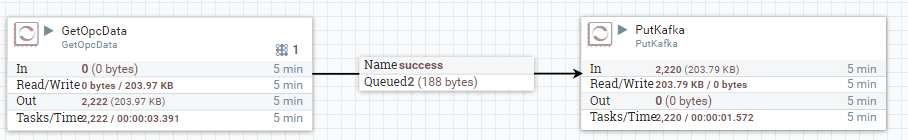 GetOpcData
GetOpcData
1
In 0 (0 bytes) 5 min
Read/Write 0 bytes / 203.97 KB 5 min
Out 2,222 (203.97 KB) 5 min
Tasks/Time 2,222 / 00:00:03.391 5 min
Name success
Queued 2 (188 bytes)
PutKafka
PutKafka
In 2,220 (203.79 KB) 5 min
Read/Write 203.79 KB / 0 bytes 5 min
Out 0 (0 bytes) 5 min
Tasks/Time 2,220 / 00:00:01.572 5 min